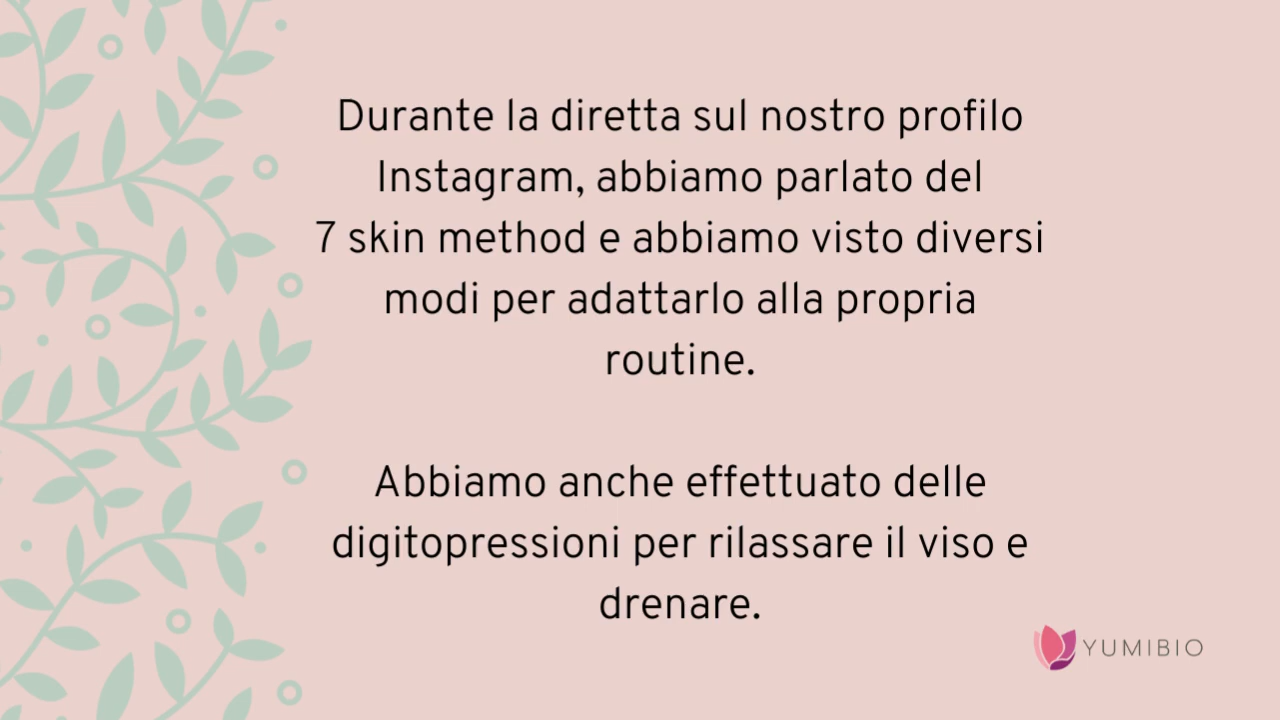 Durante la diretta sul nostro profilo
Instagram, abbiamo parlato del
7 skin method e abbiamo visto diversi
modi per adattarlo alla propria
routine.
Abbiamo anche effettuato delle
digitopressioni per rilassare il viso e
drenare.
YUMIBIO